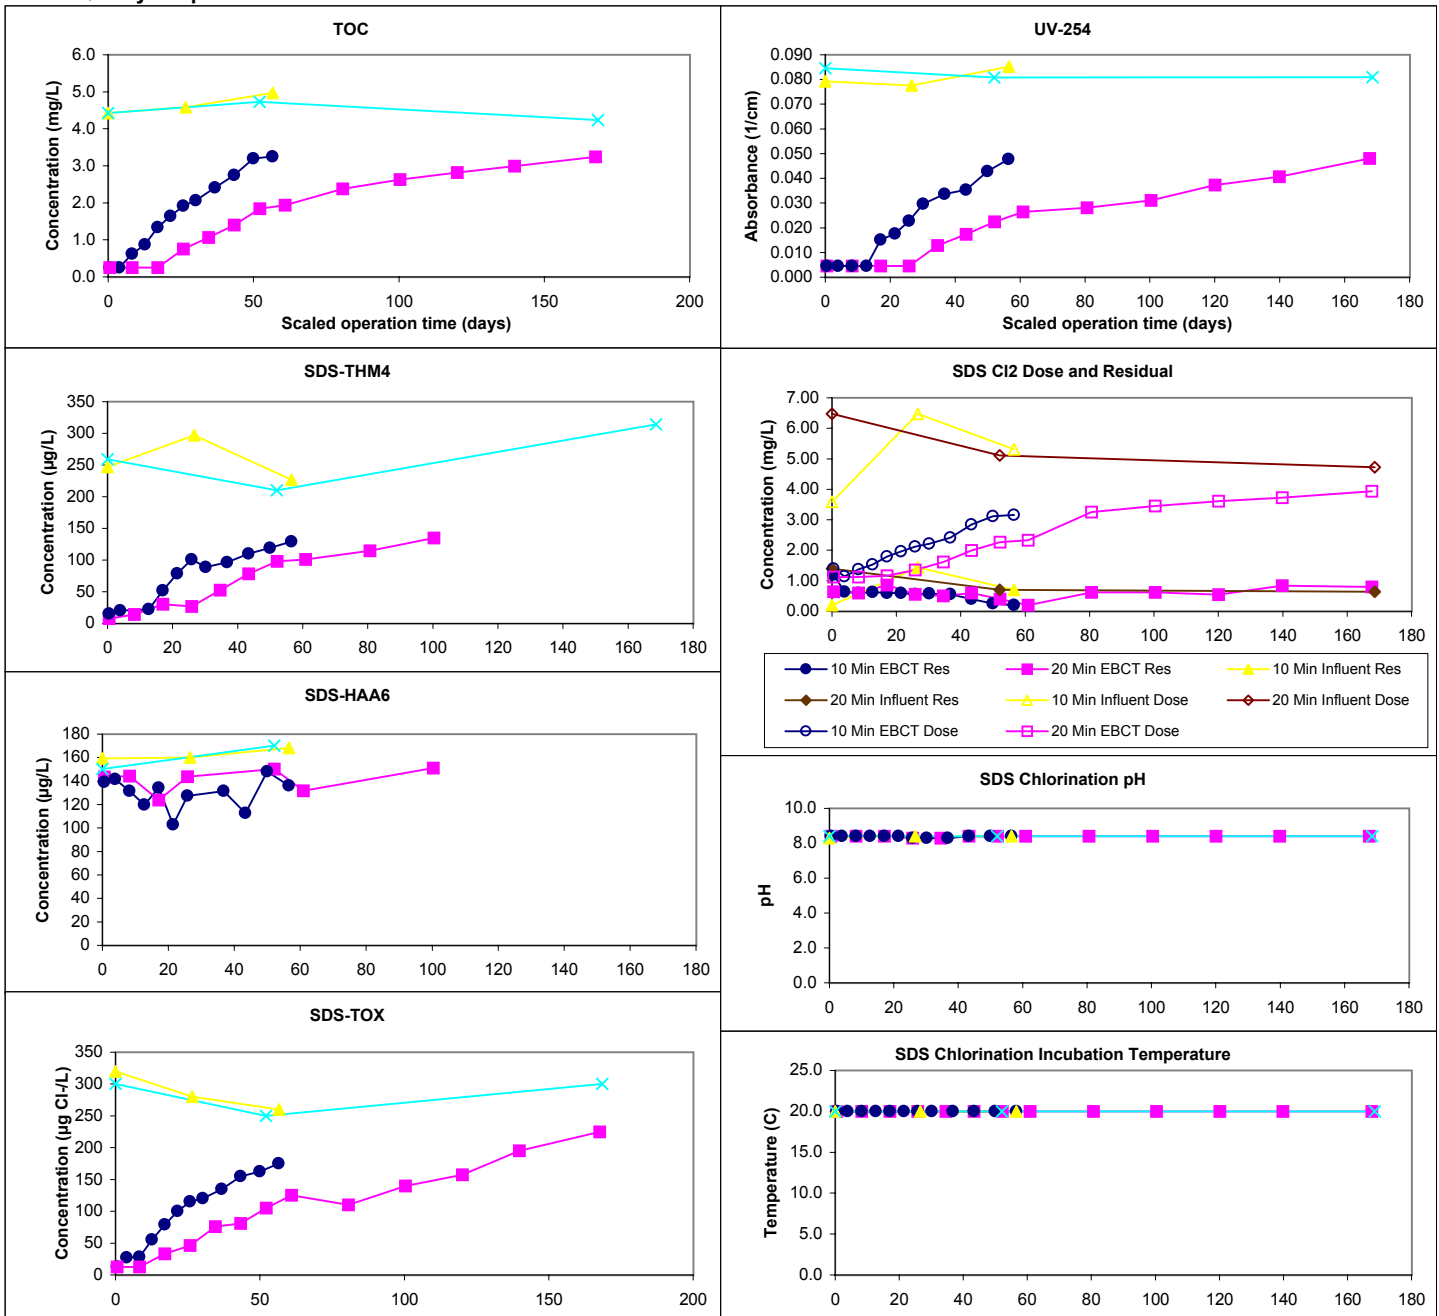 TOC
6.0
5.0
4.0
3.0
2.0
1.0
0.0
Concentration (mg/L)
0 50 100 150 200
Scaled operation time (days)
UV-254
0.090
0.080
0.070
0.060
0.050
0.040
0.030
0.020
0.010
0.000
Absorbance (1/cm)
0 20 40 60 80 100 120 140 160 180
Scaled operation time (days)
SDS-THM4
350
300
250
200
150
100
50
0
Concentration (µg/L)
0 20 40 60 80 100 120 140 160 180
SDS Cl2 Dose and Residual
7.00
6.00
5.00
4.00
3.00
2.00
1.00
0.00
Concentration (mg/L)
0 20 40 60 80 100 120 140 160 180
10 Min EBCT Res 20 Min EBCT Res 10 Min Influent Res
20 Min Influent Res 10 Min Influent Dose 20 Min Influent Dose
10 Min EBCT Dose 20 Min EBCT Dose
SDS-HAA6
180
160
140
120
100
80
60
40
20
0
Concentration (µg/L)
0 20 40 60 80 100 120 140 160 180
SDS Chlorination pH
10.0
8.0
6.0
4.0
2.0
0.0
pH
0 20 40 60 80 100 120 140 160 180
SDS-TOX
350
300
250
200
150
100
50
0
Concentration (µg Cl-/L)
0 50 100 150 200
SDS Chlorination Incubation Temperature
25.0
20.0
15.0
10.0
5.0
0.0
Temperature (C)
0 20 40 60 80 100 120 140 160 180